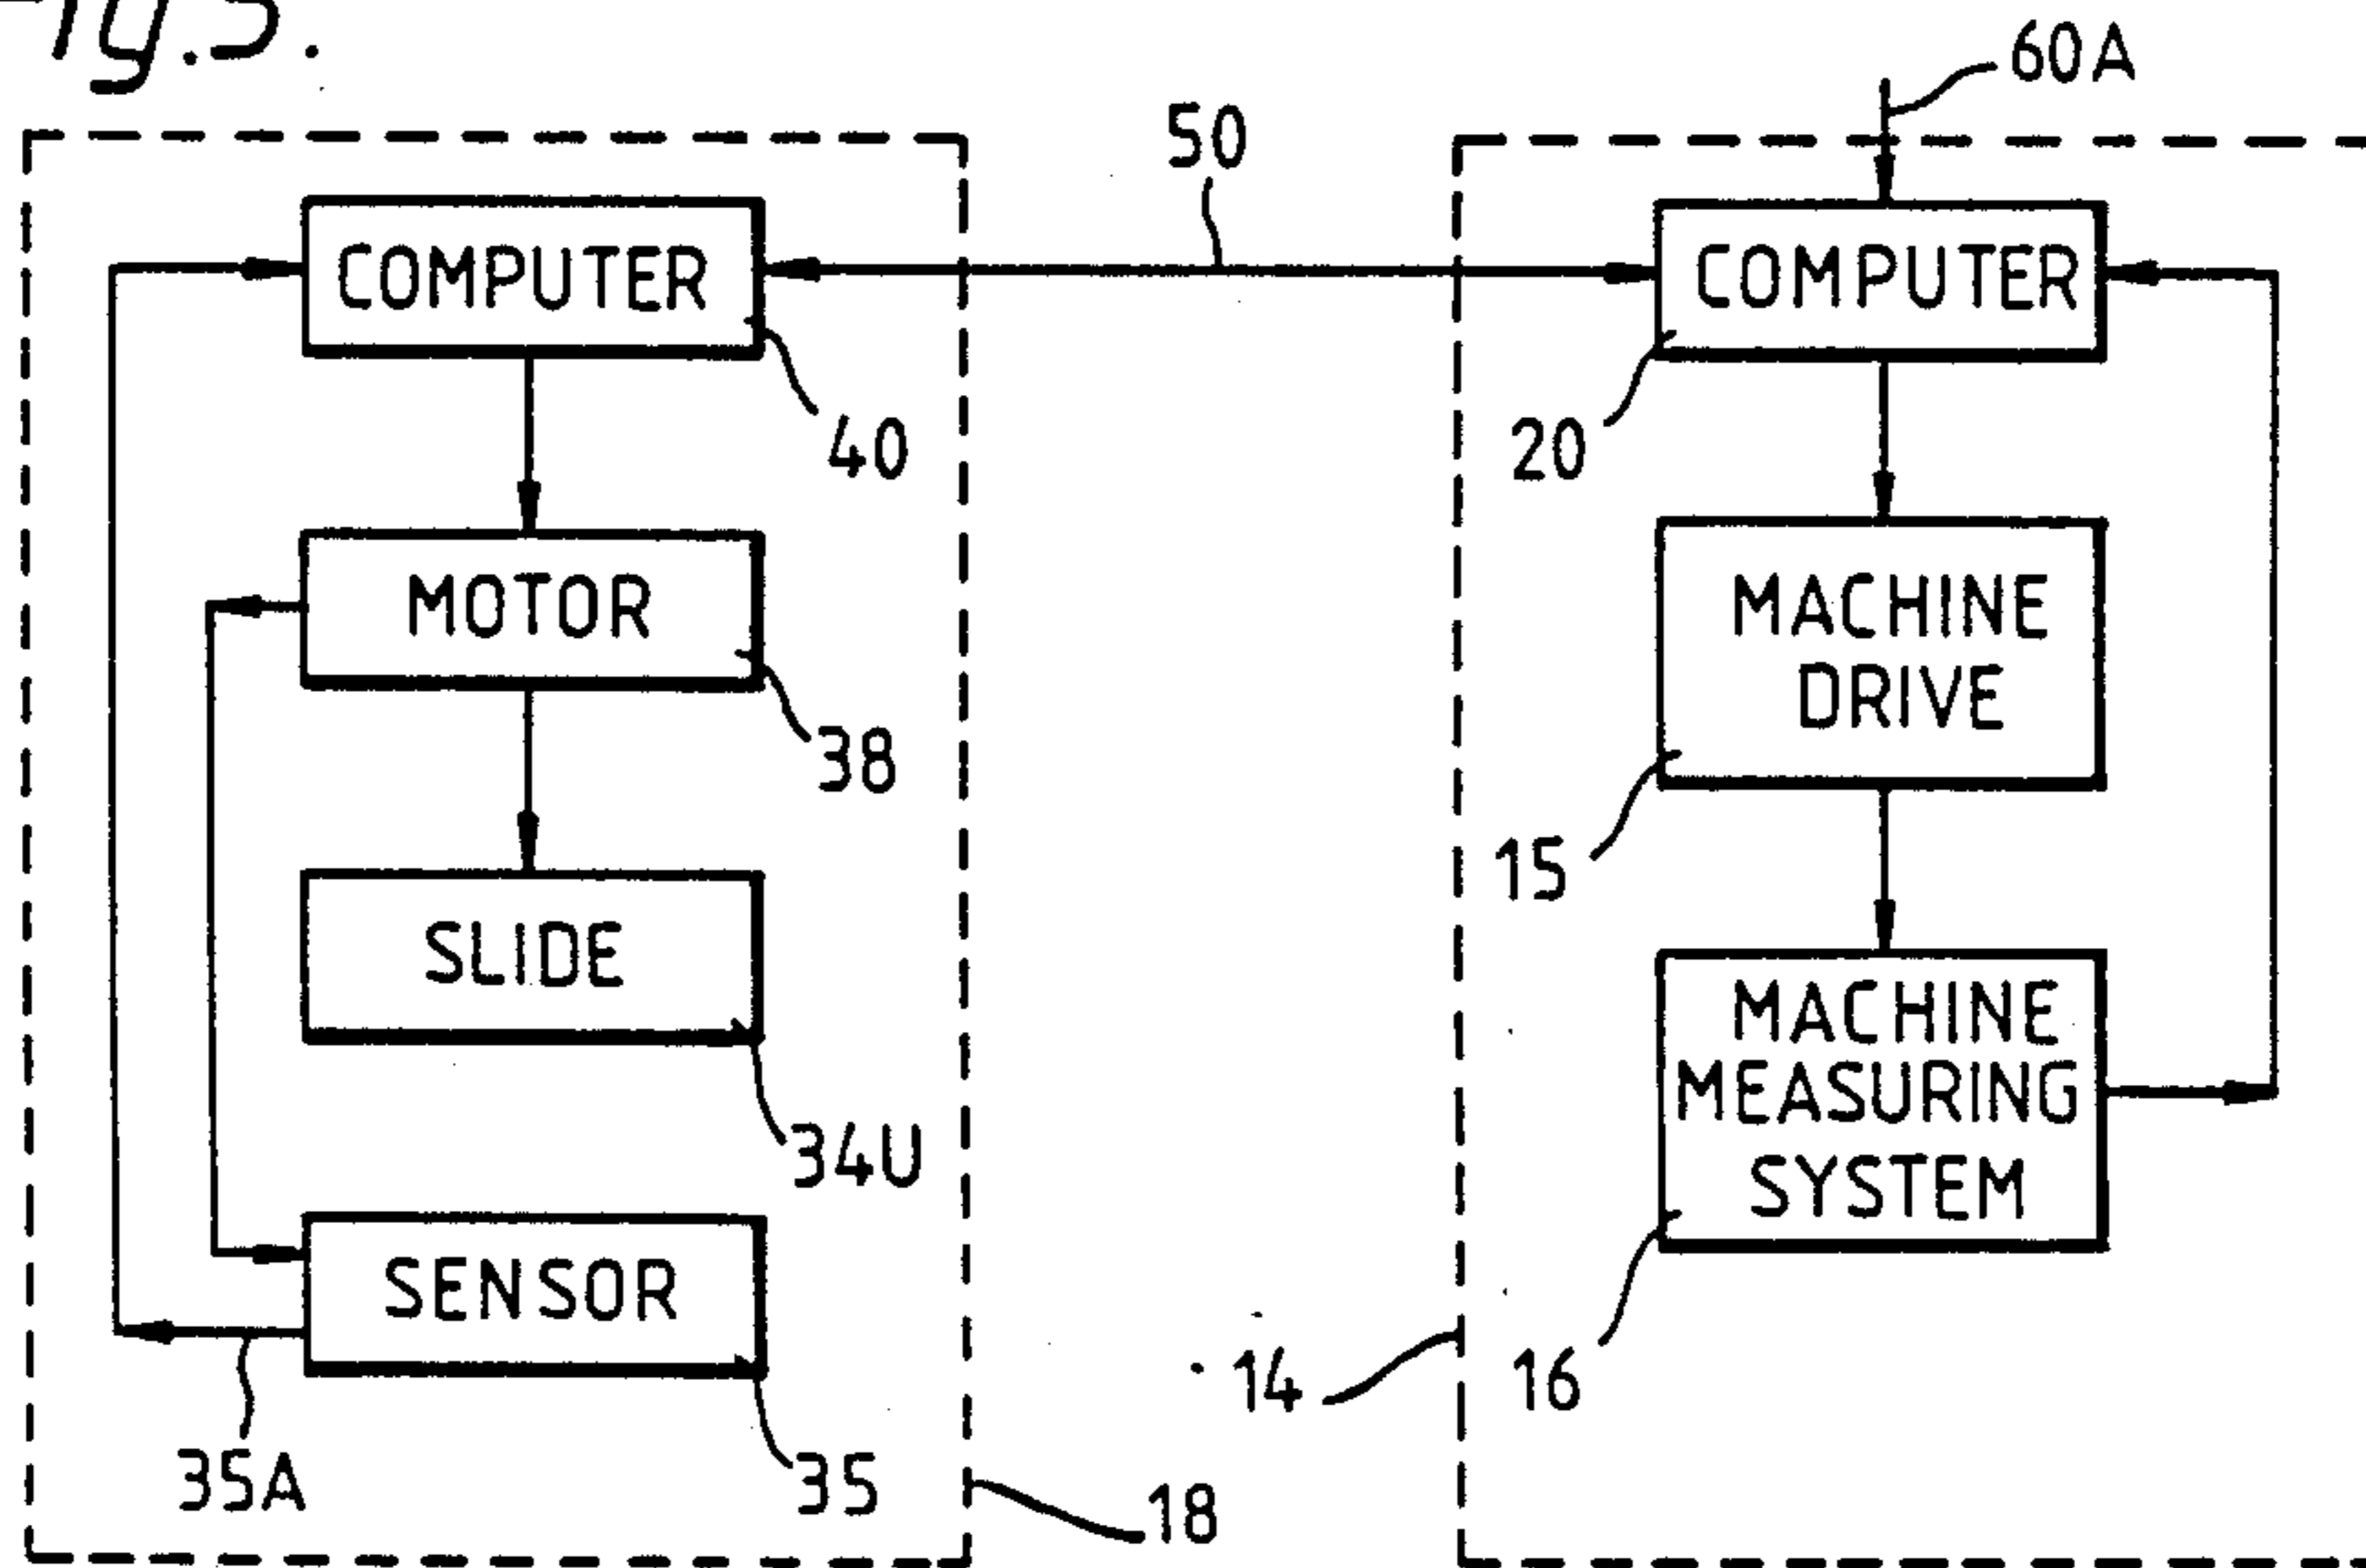 60A
50
COMPUTER
COMPUTER
40
20
MOTOR
MACHINE
DRIVE
38
15
SLIDE
MACHINE
MEASURING
SYSTEM
34U
SENSOR
14
16
35A
35
18